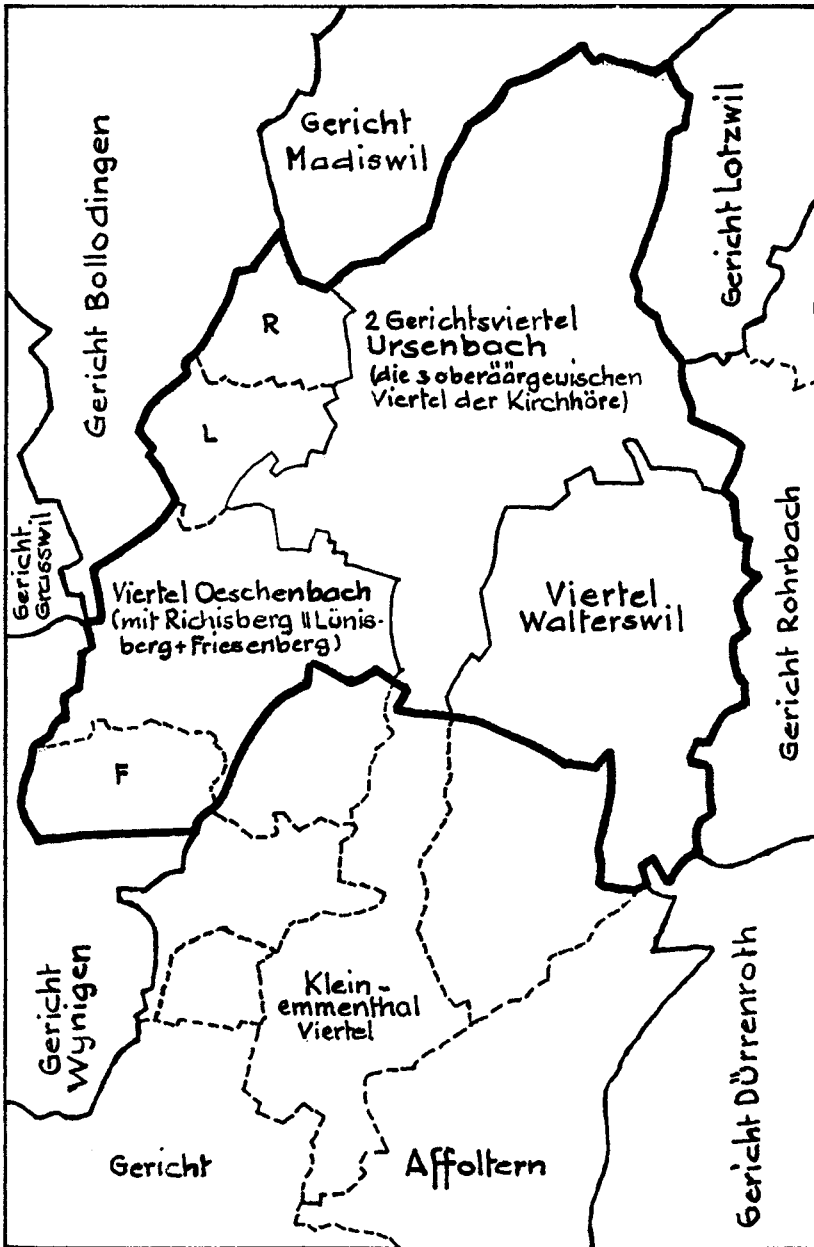 Gericht
Madiswil
Gericht Lotzwil
Gericht Bollodingen
R
2 Gerichtsviertel
Ursenbach
(die 3 oberäärgeuischen
Viertel der Kirchhöre)
L
Gericht
Grasswil
Viertel Oeschenbach
(mit Richisberg
Lünis-
berg+Friesenberg)
Viertel
Walterswil
Gericht Rohrbach
F
Gericht
Wynigen
Klein-
emmenthal
Viertel
Gericht Dürrenroth
Gericht Affoltern